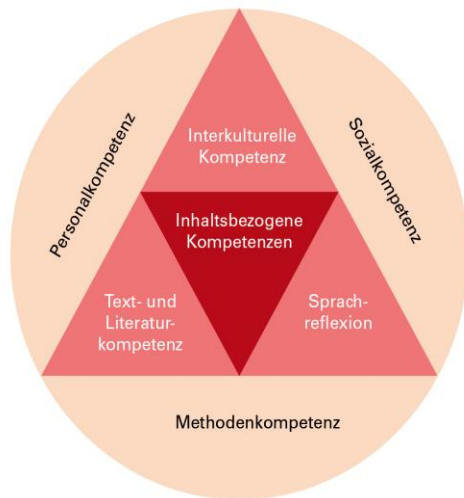 Personalkompetenz
Sozialkompetenz
Interkulturelle
Kompetenz
Inhaltsbezogene
Kompetenzen
Text- und
Literatur-
kompetenz
Sprach-
reflexion
Methodenkompetenz